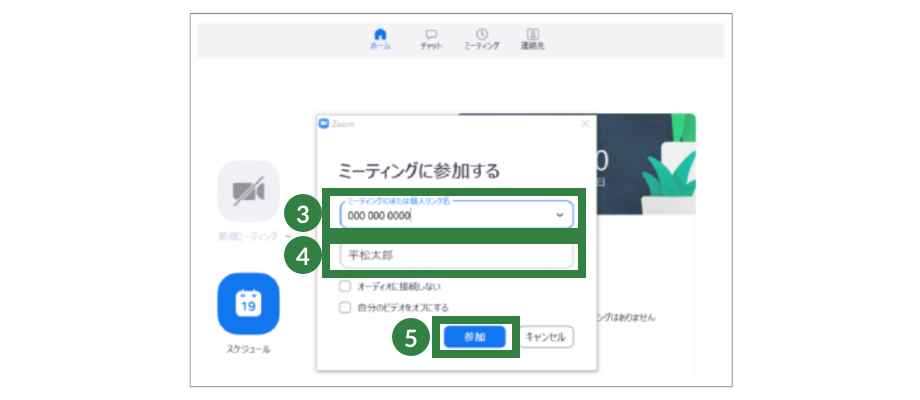 ホーム チャット ミーティング 連絡先
Zoom
ミーティングに参加する
0
日
3
ミーティングIDまたは個人リンク名
000 000 0000
新規ミーティング
4
平松太郎
オーディオに接続しない
自分のビデオをオフにする
19
ングはありません
5
参加
キャンセル
スケジュール